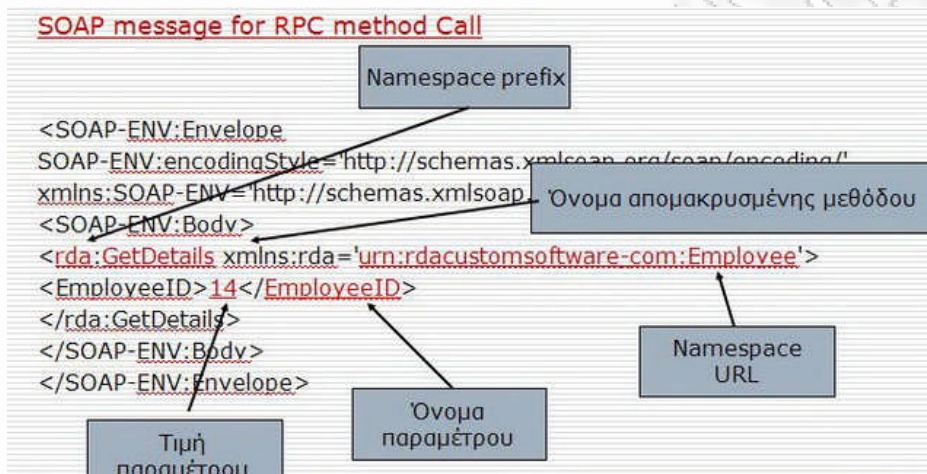 SOAP message for RPC method Call
Namespace prefix
<SOAP-ENV:Envelope
SOAP-ENV:encodingStyle='http://schemas.xmlsoap.org/soap/encoding/'
xmlns:SOAP-ENV='http://schemas.xmlsoap.
Όνομα απομακρυσμένης μεθόδου
<SOAP-ENV:Body>
<rda:GetDetails xmlns:rda='urn:rdacustomsoftware-com:Employee'>
<EmployeeID>14</EmployeeID>
</rda:GetDetails>
</SOAP-ENV:Body>
</SOAP-ENV:Envelope>
Namespace
URL
Όνομα
παραμέτρου
Τιμή
παραμέτρου